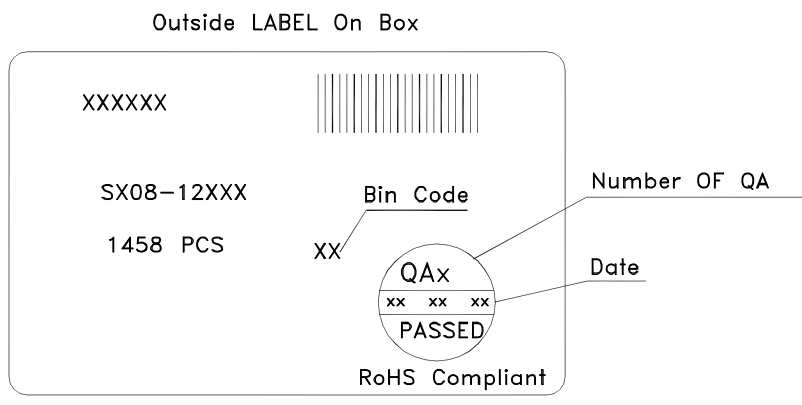 Outside LABEL On Box
XXXXXX
SX08-12XXX
Bin Code
Number OF QA
1458 PCS
XX
QAx
Date
xx xx xx
PASSED
RoHS Compliant